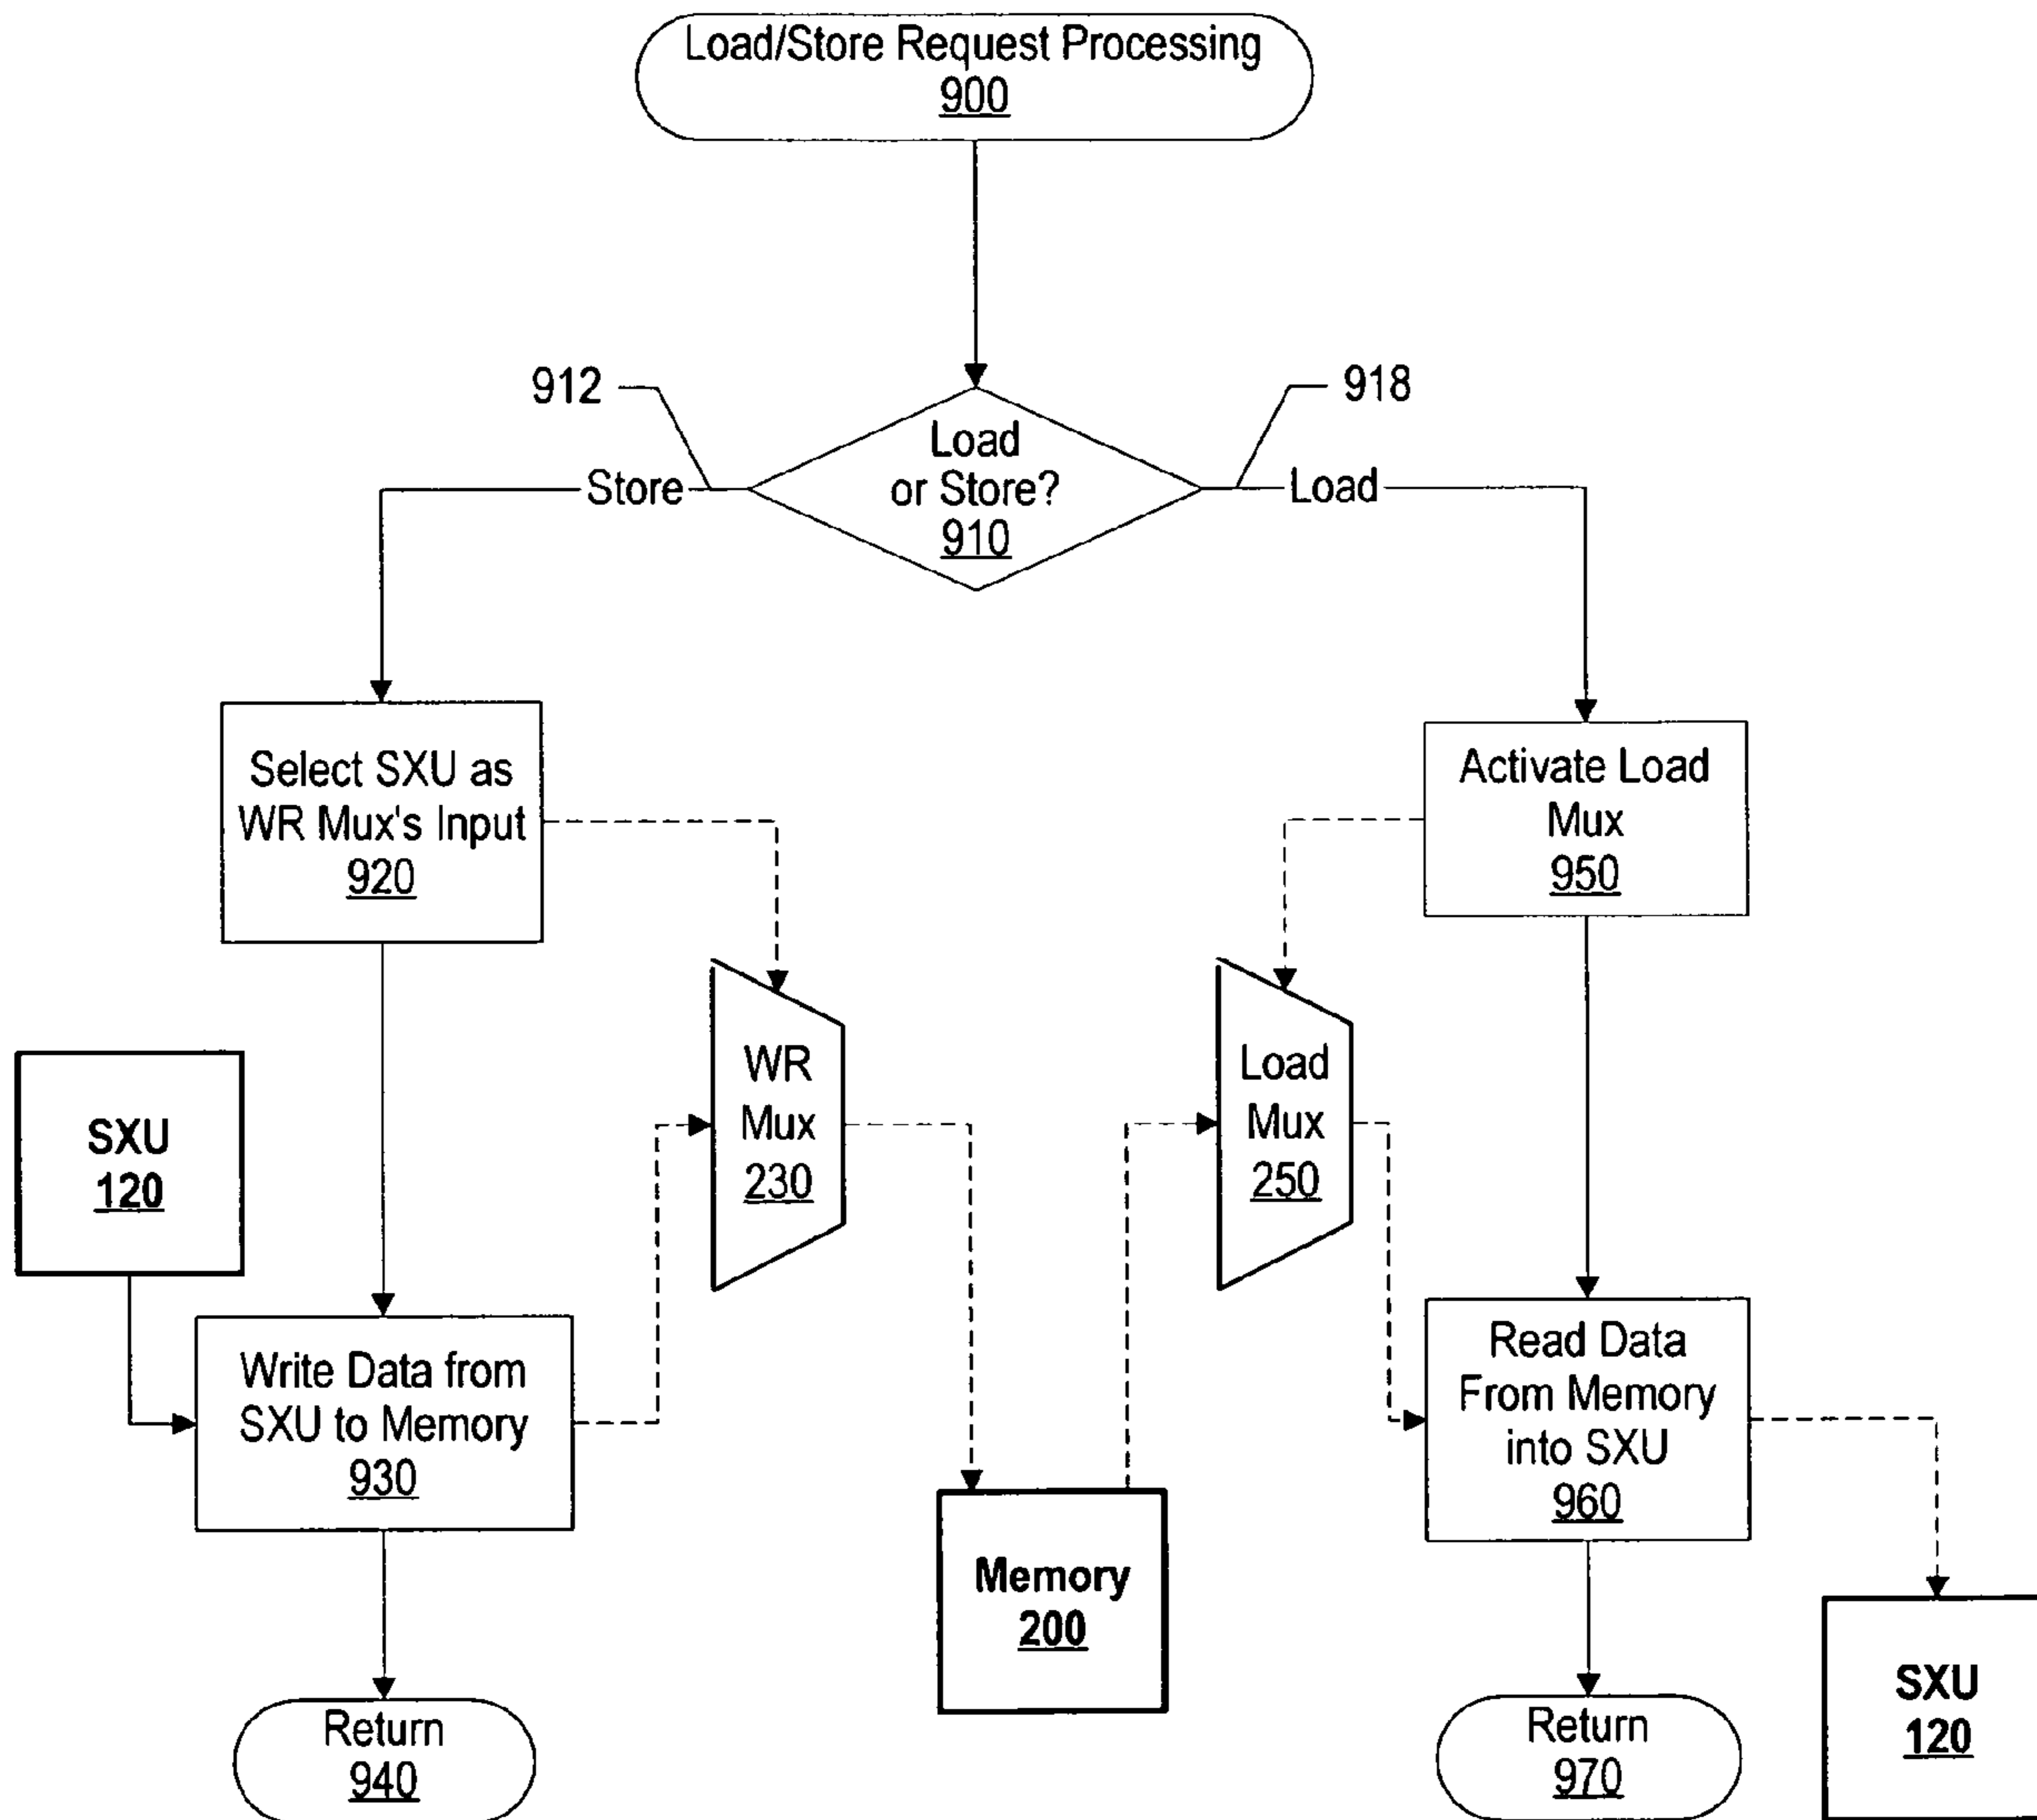 Load/Store Request Processing
900
912
918
Load
or Store?
910
Store
Load
Select SXU as
WR Mux's Input
920
Activate Load
Mux
950
SXU
120
WR
Mux
230
Load
Mux
250
Write Data from
SXU to Memory
930
Read Data
From Memory
into SXU
960
Memory
200
Return
940
Return
970
SXU
120